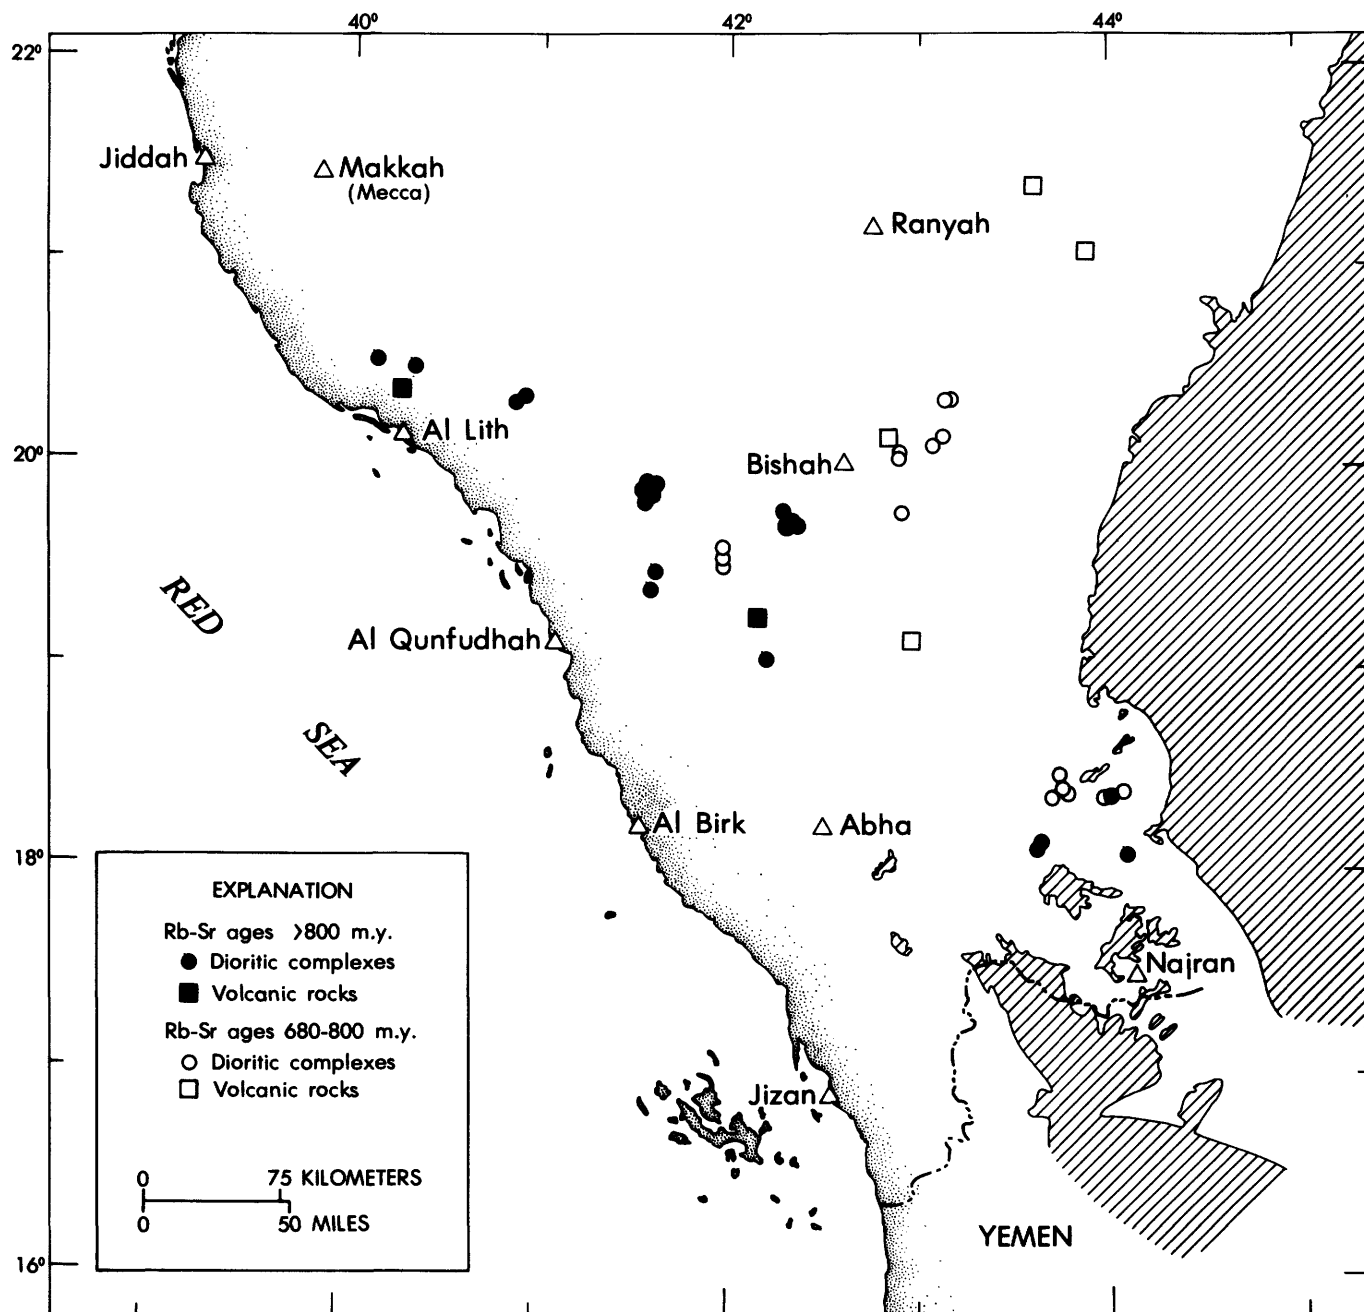 40° 42° 44°
22°
Jiddah
Makkah
(Mecca)
Ranyah
Al Lith
20°
Bishah
RED
Al Qunfudhah
SEA
Al Birk
Abha
18°
EXPLANATION
Rb-Sr ages >800 m.y.
Dioritic complexes
Volcanic rocks
Rb-Sr ages 680-800 m.y.
Dioritic complexes
Volcanic rocks
Najran
Jizan
0 75 KILOMETERS
0 50 MILES
YEMEN
16°